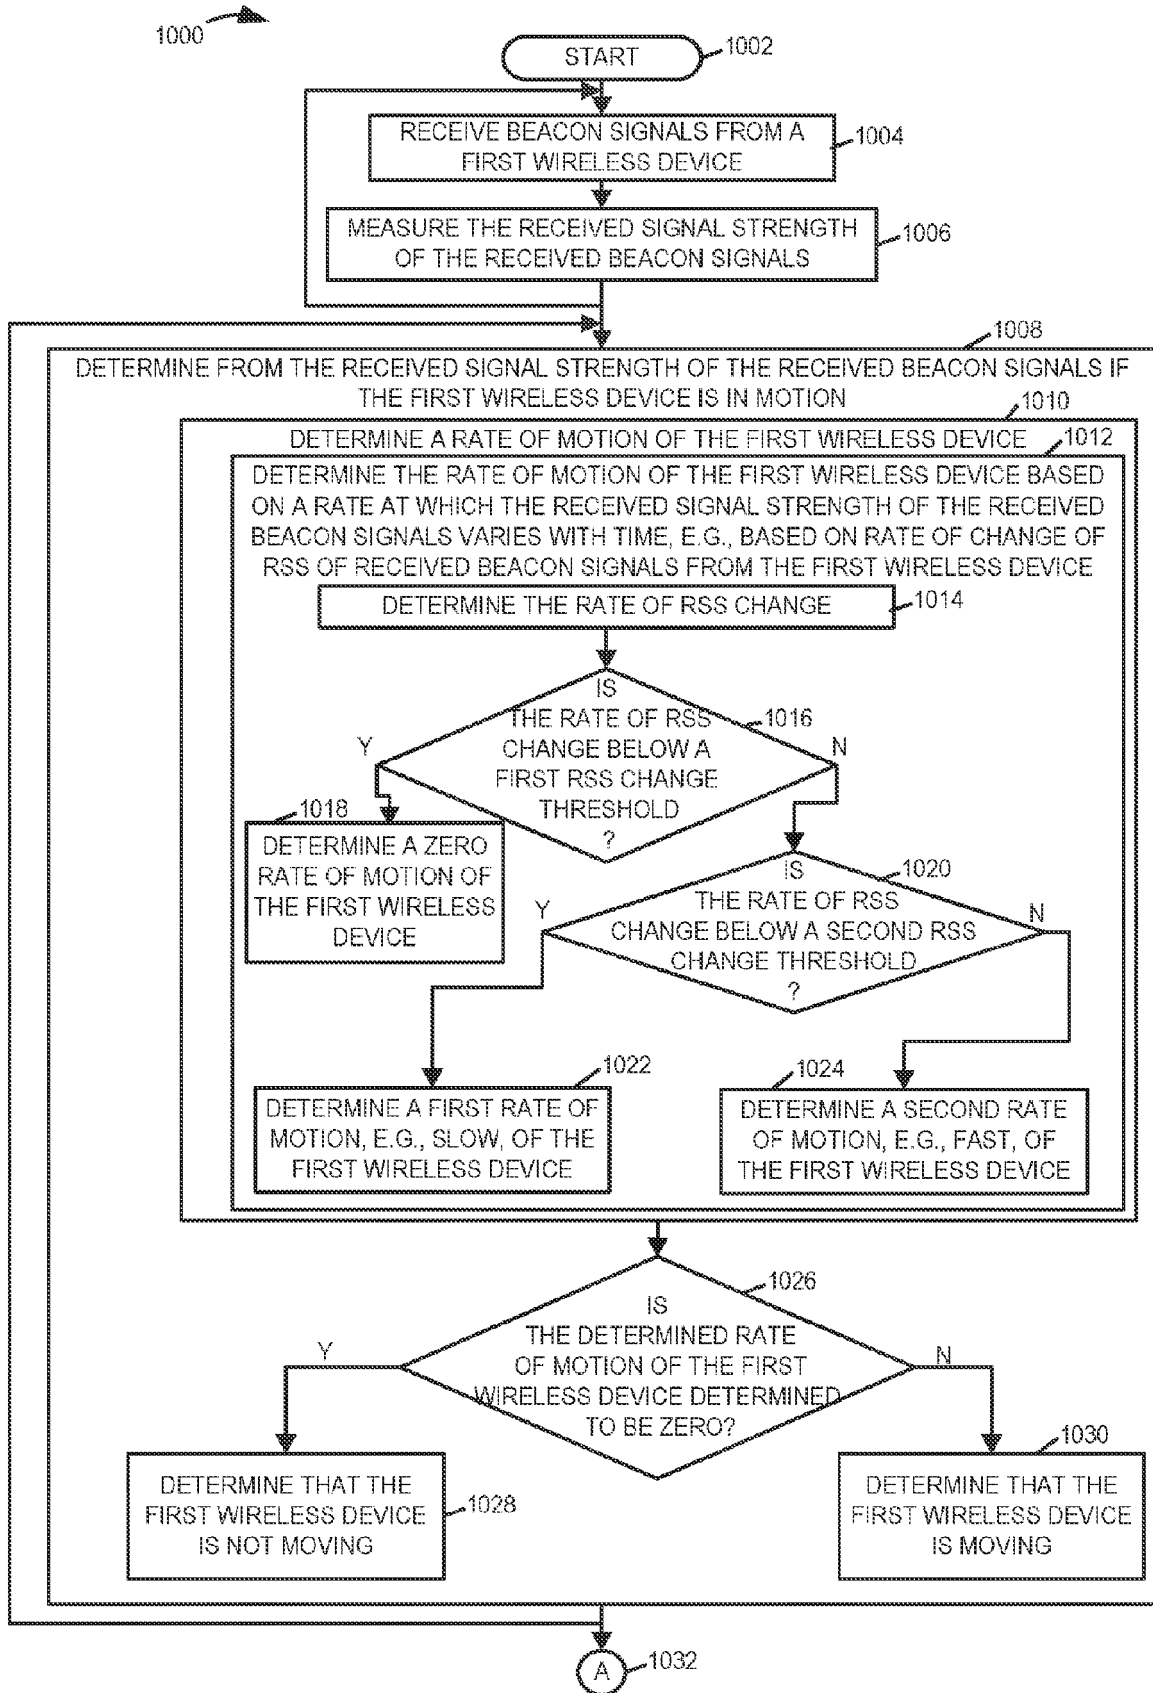 1000
START
1002
RECEIVE BEACON SIGNALS FROM A
FIRST WIRELESS DEVICE
1004
MEASURE THE RECEIVED SIGNAL STRENGTH
OF THE RECEIVED BEACON SIGNALS
1006
1008
DETERMINE FROM THE RECEIVED SIGNAL STRENGTH OF THE RECEIVED BEACON SIGNALS IF
THE FIRST WIRELESS DEVICE IS IN MOTION
1010
DETERMINE A RATE OF MOTION OF THE FIRST WIRELESS DEVICE
1012
DETERMINE THE RATE OF MOTION OF THE FIRST WIRELESS DEVICE BASED
ON A RATE AT WHICH THE RECEIVED SIGNAL STRENGTH OF THE RECEIVED
BEACON SIGNALS VARIES WITH TIME, E.G., BASED ON RATE OF CHANGE OF
RSS OF RECEIVED BEACON SIGNALS FROM THE FIRST WIRELESS DEVICE
DETERMINE THE RATE OF RSS CHANGE
1014
IS
THE RATE OF RSS
CHANGE BELOW A
FIRST RSS CHANGE
THRESHOLD
?
1016
Y
N
1018
DETERMINE A ZERO
RATE OF MOTION OF
THE FIRST WIRELESS
DEVICE
IS
THE RATE OF RSS
CHANGE BELOW A SECOND RSS
CHANGE THRESHOLD
?
1020
Y
N
1022
DETERMINE A FIRST RATE OF
MOTION, E.G., SLOW, OF THE
FIRST WIRELESS DEVICE
1024
DETERMINE A SECOND RATE
OF MOTION, E.G., FAST, OF
THE FIRST WIRELESS DEVICE
1026
IS
THE DETERMINED RATE
OF MOTION OF THE FIRST
WIRELESS DEVICE DETERMINED
TO BE ZERO?
Y
N
DETERMINE THAT THE
FIRST WIRELESS DEVICE
IS NOT MOVING
1028
1030
DETERMINE THAT THE
FIRST WIRELESS DEVICE
IS MOVING
A
1032